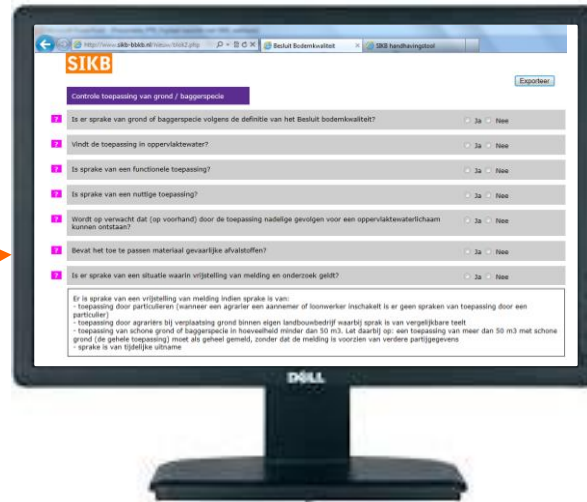 http://www.sikb-bbkb.nl/nieuw/blok2.php
Besluit Bodemkwaliteit
SIKB handhavingstool
SIKB
Exporteer
Controle toepassing van grond / baggerspecie
? Is er sprake van grond of baggerspecie volgens de definitie van het Besluit bodemkwaliteit? Ja Nee
? Vindt de toepassing in oppervlaktewater? Ja Nee
? Is sprake van een functionele toepassing? Ja Nee
? Is sprake van een nuttige toepassing? Ja Nee
? Wordt op verwacht dat (op voorhand) door de toepassing nadelige gevolgen voor een oppervlaktewaterlichaam Ja Nee
kunnen ontstaan?
? Bevat het toe te passen materiaal gevaarlijke afvalstoffen? Ja Nee
? Is er sprake van een situatie waarin vrijstelling van melding en onderzoek geldt? Ja Nee
Er is sprake van een vrijstelling van melding indien sprake is van:
- toepassing door particulieren (wanneer een agrarier een aannemer of loonwerker inschakelt is er geen spraken van toepassing door een
particulier)
- toepassing door agrariërs bij verplaatsing grond binnen eigen landbouwbedrijf waarbij sprak is van vergelijkbare teelt
- toepassing van schone grond of baggerspecie in hoeveelheid minder dan 50 m3. Let daarbij op: een toepassing van meer dan 50 m3 met schone
grond (de gehele toepassing) moet als geheel gemeld, zonder dat de melding is voorzien van verdere partijgegevens
- sprake is van tijdelijke uitname
DELL